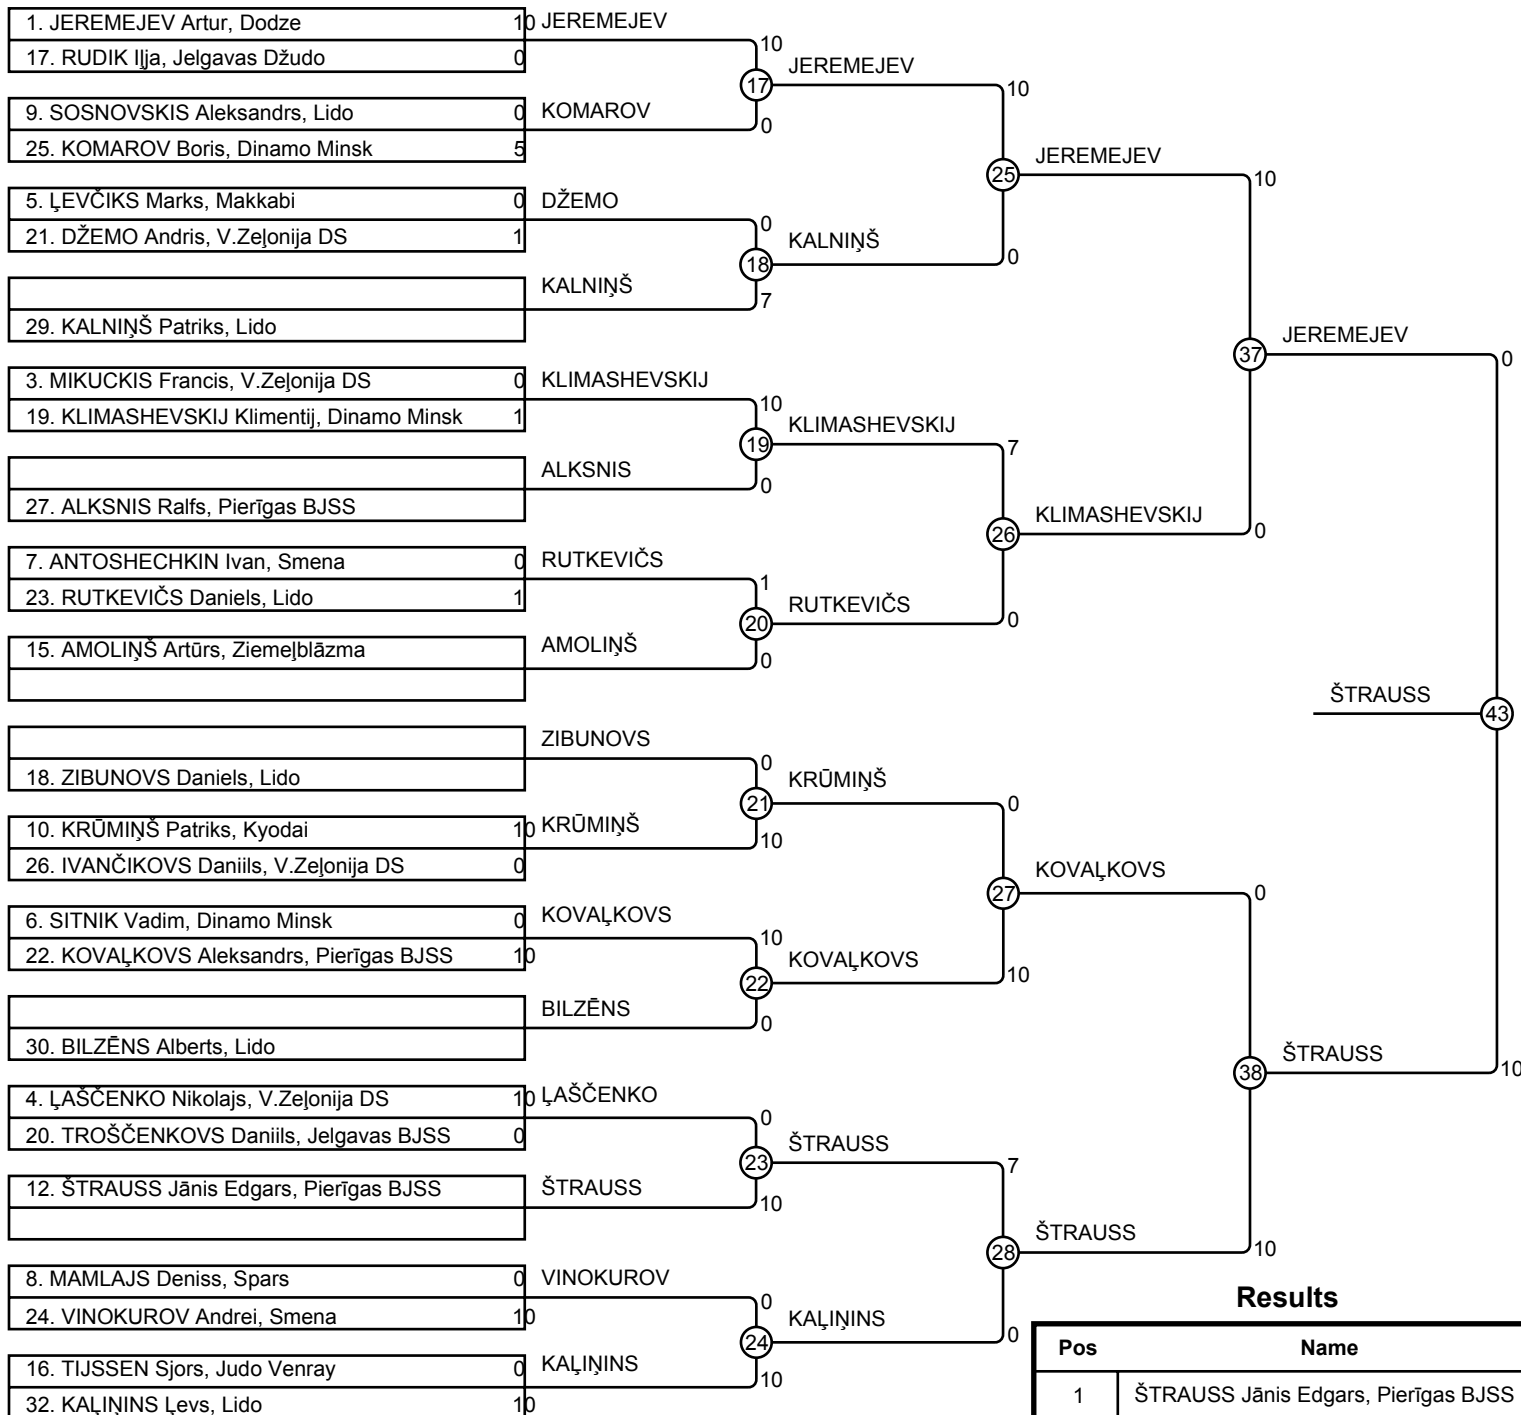 1. JEREMEJEV Artur, Dodze 10
17. RUDIK Iļja, Jelgavas Džudo 0
9. SOSNOVSKIS Aleksandrs, Lido 0
25. KOMAROV Boris, Dinamo Minsk 5
5. ĻEVČIKS Marks, Makkabi 0
21. DŽEMO Andris, V.Zeļonija DS 1
29. KALNIŅŠ Patriks, Lido
3. MIKUCKIS Francis, V.Zeļonija DS 0
19. KLIMASHEVSKIJ Klimentij, Dinamo Minsk 1
27. ALKSNIS Ralfs, Pierīgas BJSS
7. ANTOSHECHKIN Ivan, Smena 0
23. RUTKEVIČS Daniels, Lido 1
15. AMOLIŅŠ Artūrs, Ziemeļblāzma
18. ZIBUNOVS Daniels, Lido
10. KRŪMIŅŠ Patriks, Kyodai 10
26. IVANČIKOVS Daniils, V.Zeļonija DS 0
6. SITNIK Vadim, Dinamo Minsk 0
22. KOVAĻKOVS Aleksandrs, Pierīgas BJSS 10
30. BILZĒNS Alberts, Lido
4. ĻAŠČENKO Nikolajs, V.Zeļonija DS 10
20. TROŠČENKOVS Daniils, Jelgavas BJSS 0
12. ŠTRAUSS Jānis Edgars, Pierīgas BJSS
8. MAMLAJS Deniss, Spars 0
24. VINOKUROV Andrei, Smena 10
16. TIJSSEN Sjors, Judo Venray 0
32. KAĻIŅINS Ļevs, Lido 10
JEREMEJEV 10
17
KOMAROV 0
DŽEMO 0
18
KALNIŅŠ 7
KLIMASHEVSKIJ 10
19
ALKSNIS 0
RUTKEVIČS 1
20
AMOLIŅŠ 0
ZIBUNOVS 0
21
KRŪMIŅŠ 10
KOVAĻKOVS 10
22
BILZĒNS 0
ĻAŠČENKO 0
23
ŠTRAUSS 10
VINOKUROV 0
24
KAĻIŅINS 10
JEREMEJEV 10
25
KALNIŅŠ 0
KLIMASHEVSKIJ 7
26
RUTKEVIČS 0
KRŪMIŅŠ 0
27
KOVAĻKOVS 10
ŠTRAUSS 7
28
KAĻIŅINS 0
JEREMEJEV 10
37
KLIMASHEVSKIJ 0
KOVAĻKOVS 0
38
ŠTRAUSS 10
JEREMEJEV 0
ŠTRAUSS 43
ŠTRAUSS 10
Results
Pos Name
1 ŠTRAUSS Jānis Edgars, Pierīgas BJSS